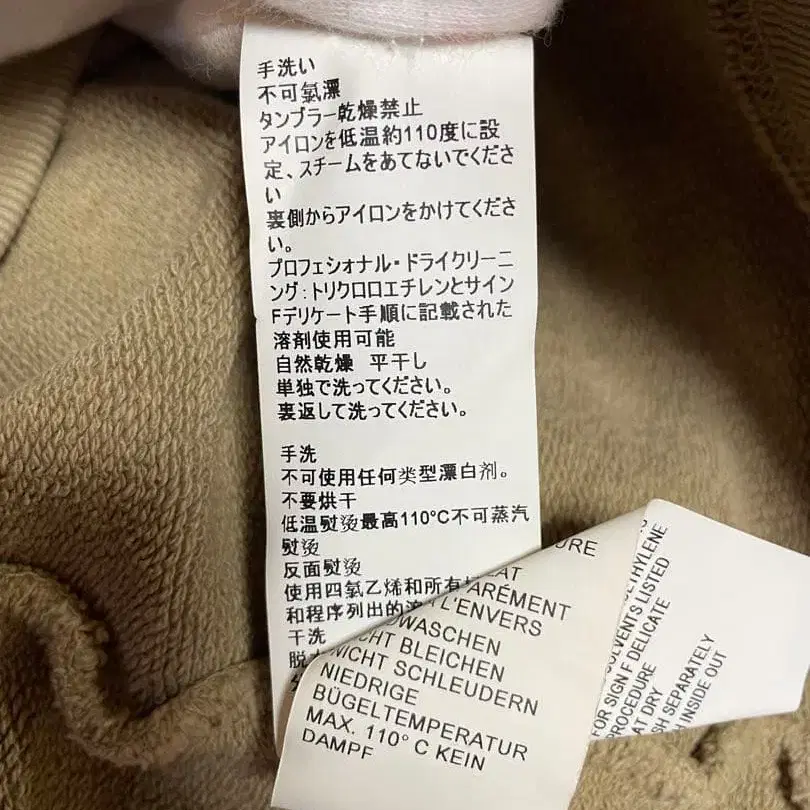 手洗い
不可氯漂
タンブラー乾燥禁止
アイロンを低温約110度に設
定、スチームをあてないでくださ
い
裏側からアイロンをかけてくださ
い。
プロフェショナル・ドライクリーニ
ング:トリクロロエチレンとサイン
Fデリケート手順に記載された
溶剤使用可能
自然乾燥 平干し
単独で洗ってください。
裏返して洗ってください。
手洗
不可使用任何类型漂白剂。
不要烘干
低温熨烫最高110°C不可蒸汽
熨烫
反面熨烫
使用四氯乙烯和所有
和程序列出的
干洗
脱
L'ENVERS
NICHT BLEICHEN
NICHT SCHLEUDERN
NIEDRIGE
BÜGELTEMPERATUR
MAX. 110° C KEIN
DAMPF
LISTED
FOR SIGN F DELICATE
PROCEDURE
DRY
SEPARATELY
INSIDE OUT